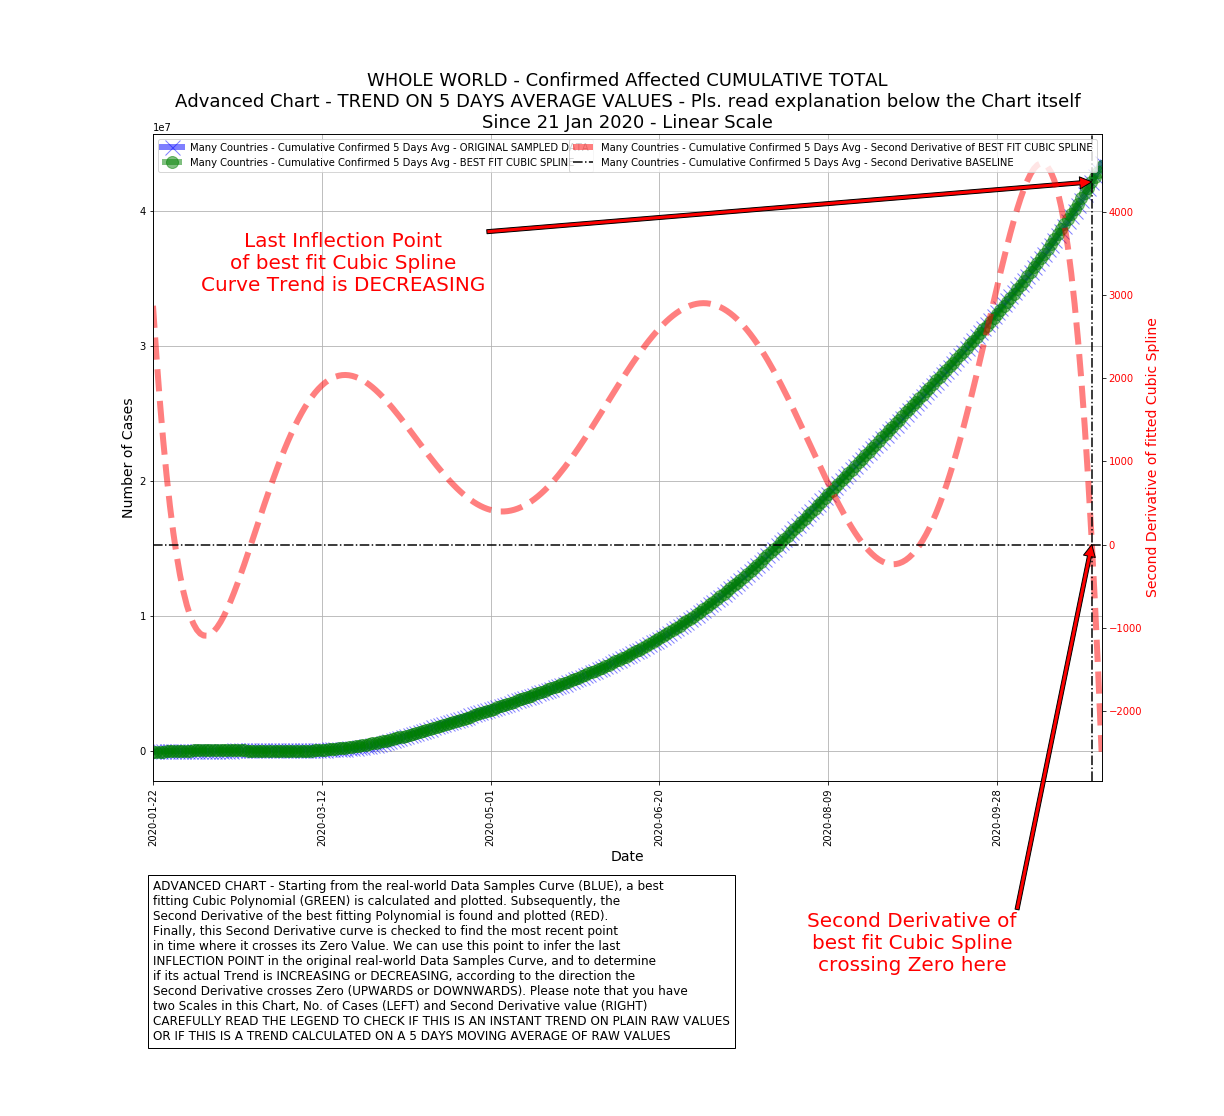 WHOLE WORLD - Confirmed Affected CUMULATIVE TOTAL
Advanced Chart - TREND ON 5 DAYS AVERAGE VALUES - Pls. read explanation below the Chart itself
Since 21 Jan 2020 - Linear Scale
1e7
Many Countries - Cumulative Confirmed 5 Days Avg - ORIGINAL SAMPLED
Many Countries - Cumulative Confirmed 5 Days Avg - BEST FIT CUBIC SPLIN
Many Countries - Cumulative Confirmed 5 Days Avg - Second Derivative of BEST FIT CUBIC SPLINE
Many Countries - Cumulative Confirmed 5 Days Avg - Second Derivative BASELINE
Last Inflection Point
of best fit Cubic Spline
Curve Trend is DECREASING
Number of Cases
4
3
2
1
0
4000
3000
2000
1000
0
−1000
−2000
Second Derivative of fitted Cubic Spline
2020-01-22
2020-03-12
2020-05-01
2020-06-20
2020-08-09
2020-09-28
Date
ADVANCED CHART - Starting from the real-world Data Samples Curve (BLUE), a best
fitting Cubic Polynomial (GREEN) is calculated and plotted. Subsequently, the
Second Derivative of the best fitting Polynomial is found and plotted (RED).
Finally, this Second Derivative curve is checked to find the most recent point
in time where it crosses its Zero Value. We can use this point to infer the last
INFLECTION POINT in the original real-world Data Samples Curve, and to determine
if its actual Trend is INCREASING or DECREASING, according to the direction the
Second Derivative crosses Zero (UPWARDS or DOWNWARDS). Please note that you have
two Scales in this Chart, No. of Cases (LEFT) and Second Derivative value (RIGHT)
CAREFULLY READ THE LEGEND TO CHECK IF THIS IS AN INSTANT TREND ON PLAIN RAW VALUES
OR IF THIS IS A TREND CALCULATED ON A 5 DAYS MOVING AVERAGE OF RAW VALUES
Second Derivative of
best fit Cubic Spline
crossing Zero here